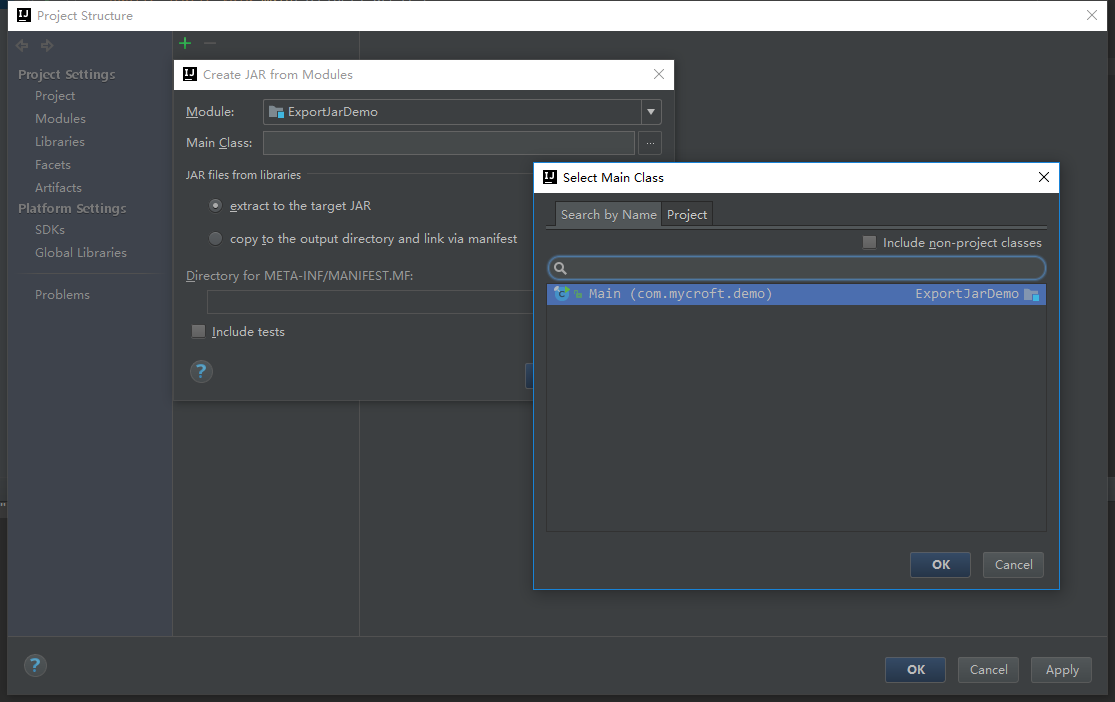 Project Structure
Project Settings
Project
Modules
Libraries
Facets
Artifacts
Platform Settings
SDKs
Global Libraries
Problems
Create JAR from Modules
Module: ExportJarDemo
Main Class: ...
JAR files from libraries
extract to the target JAR
copy to the output directory and link via manifest
Directory for META-INF/MANIFEST.MF:
Include tests
?
Select Main Class
Search by Name Project
Include non-project classes
Main (com.mycroft.demo) ExportJarDemo
OK Cancel
?
OK Cancel Apply